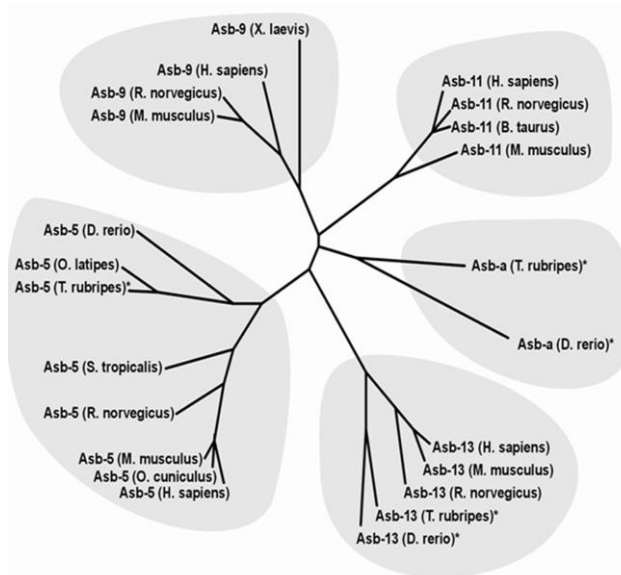 Asb-9 (X. laevis)
Asb-9 (H. sapiens)
Asb-9 (R. norvegicus)
Asb-9 (M. musculus)
Asb-11 (H. sapiens)
Asb-11 (R. norvegicus)
Asb-11 (B. taurus)
Asb-11 (M. musculus)
Asb-5 (D. rerio)
Asb-5 (O. latipes)
Asb-5 (T. rubripes)*
Asb-5 (S. tropicalis)
Asb-5 (R. norvegicus)
Asb-5 (M. musculus)
Asb-5 (O. cuniculus)
Asb-5 (H. sapiens)
Asb-a (T. rubripes)*
Asb-a (D. rerio)*
Asb-13 (H. sapiens)
Asb-13 (M. musculus)
Asb-13 (R. norvegicus)
Asb-13 (T. rubripes)*
Asb-13 (D. rerio)*